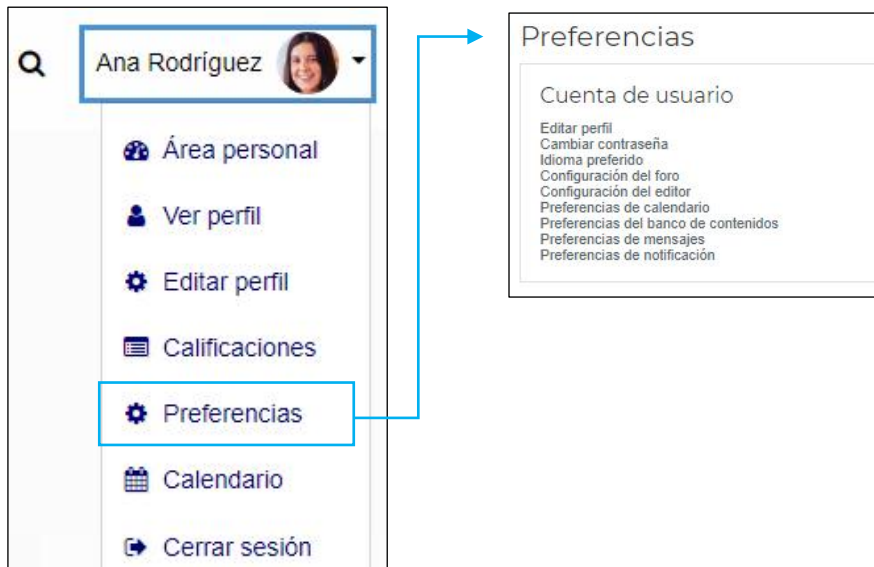 Ana Rodríguez
Área personal
Ver perfil
Editar perfil
Calificaciones
Preferencias
Calendario
Cerrar sesión
Preferencias
Cuenta de usuario
Editar perfil
Cambiar contraseña
Idioma preferido
Configuración del foro
Configuración del editor
Preferencias de calendario
Preferencias del banco de contenidos
Preferencias de mensajes
Preferencias de notificación